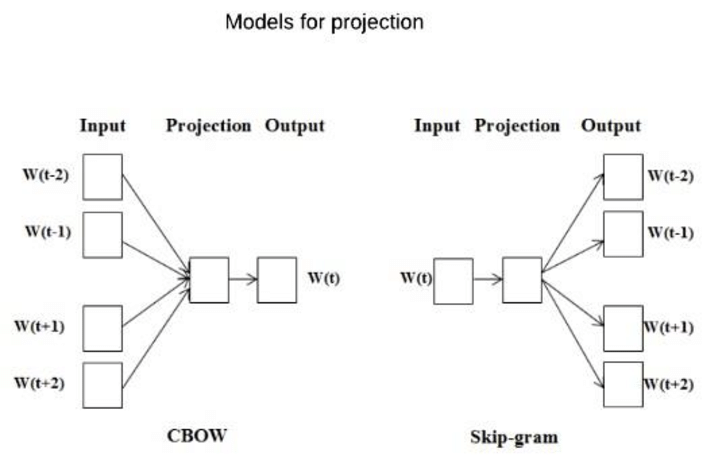 Models for projection
Input Projection Output
W(t-2)
W(t-1)
W(t+1)
W(t+2)
W(t)
CBOW
Input Projection Output
W(t)
W(t-2)
W(t-1)
W(t+1)
W(t+2)
Skip-gram